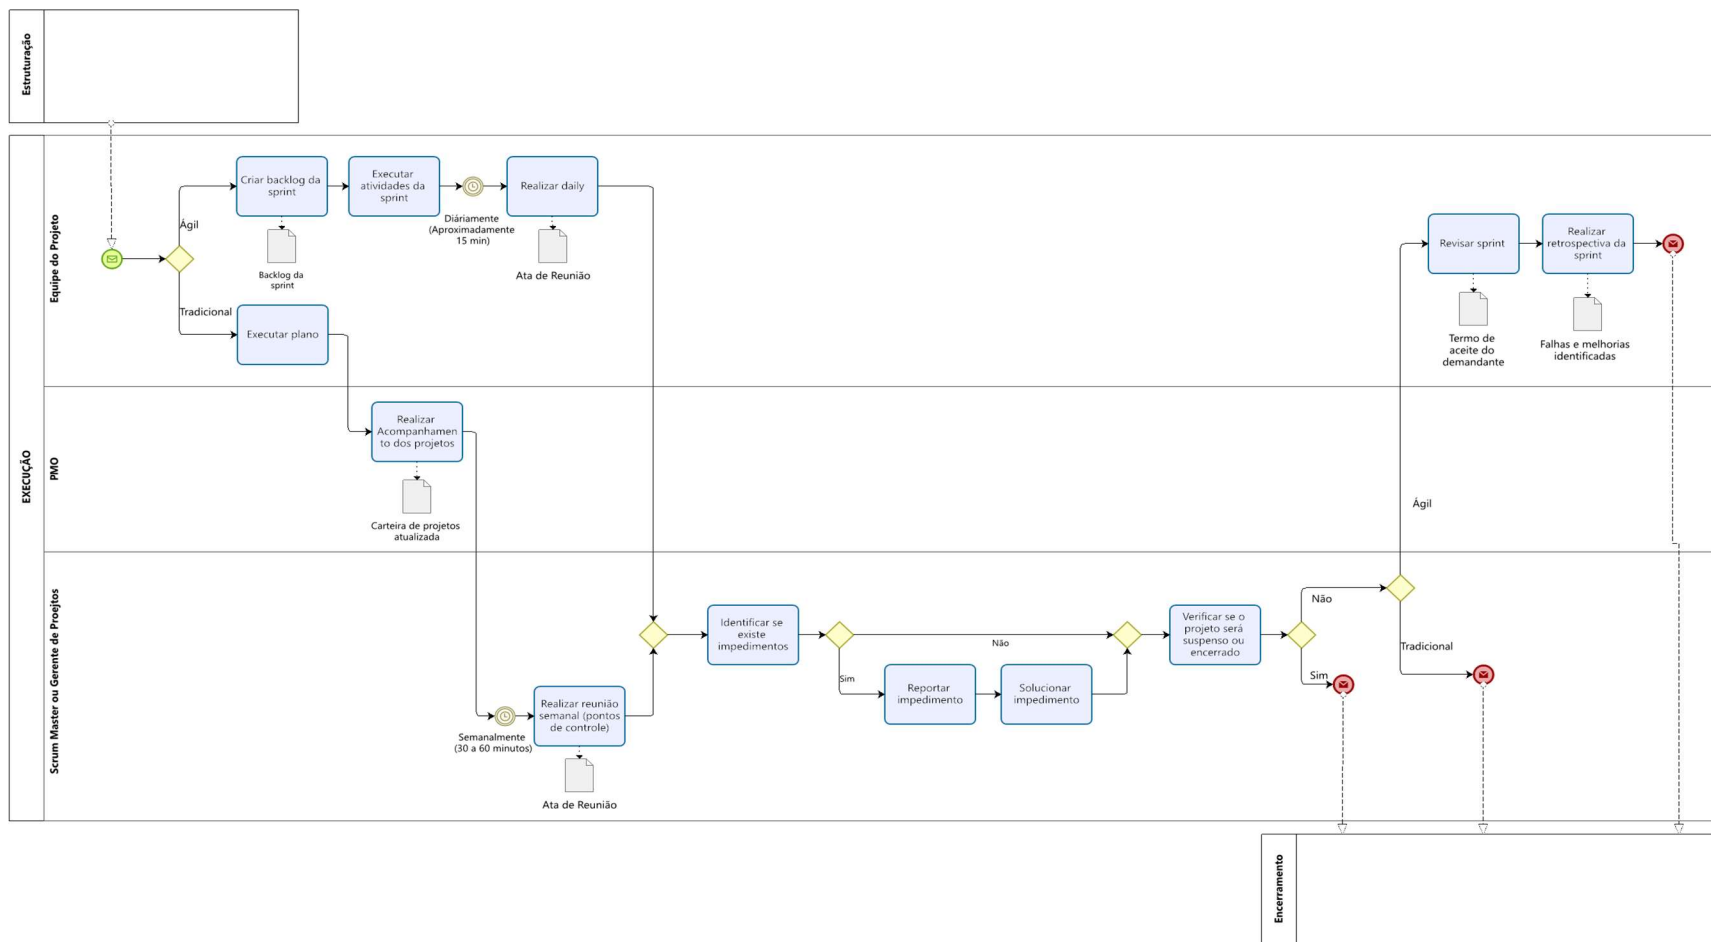 Estruturação
EXECUÇÃO
Equipe do Projeto
Criar backlog da
sprint
Executar
atividades da
sprint
Realizar daily
Ágil
Diáriamente
(Aproximadamente
15 min)
Backlog da
sprint
Ata de Reunião
Tradicional
Executar plano
Revisar sprint
Realizar
retrospectiva da
sprint
Termo de
aceite do
demandante
Falhas e melhorias
identificadas
PMO
Realizar
Acompanhamen
to dos projetos
Carteira de projetos
atualizada
Ágil
Scrum Master ou Gerente de Proejtos
Identificar se
existe
impedimentos
Não
Sim
Reportar
impedimento
Solucionar
impedimento
Verificar se o
projeto será
suspenso ou
encerrado
Não
Sim
Tradicional
Semanalmente
(30 a 60 minutos)
Realizar reunião
semanal (pontos
de controle)
Ata de Reunião
Encerramento